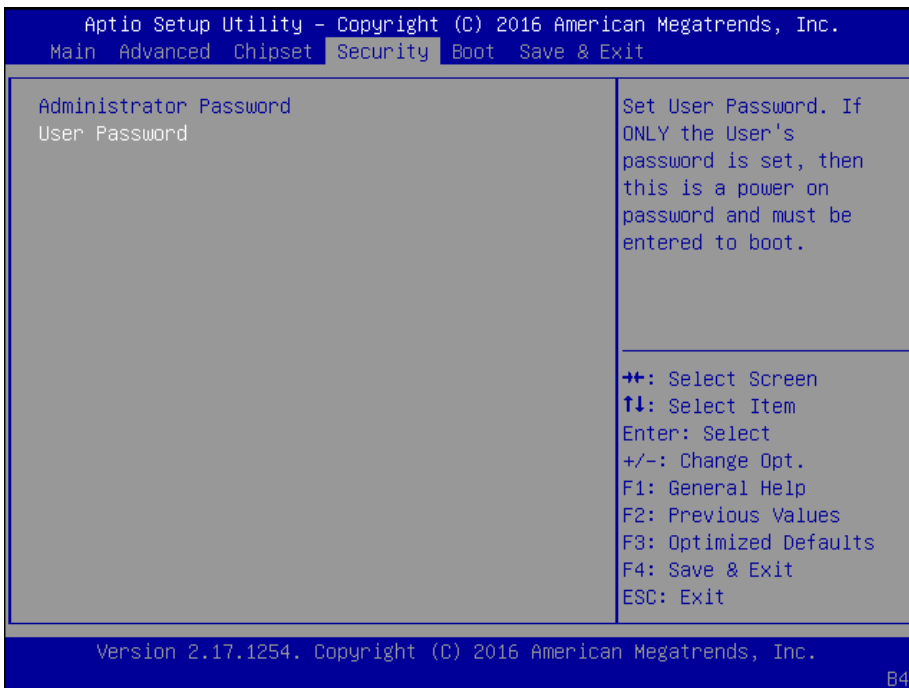 Aptio Setup Utility – Copyright (C) 2016 American Megatrends, Inc.
Main Advanced Chipset Security Boot Save & Exit
Administrator Password
User Password
Set User Password. If
ONLY the User's
password is set, then
this is a power on
password and must be
entered to boot.
→←: Select Screen
↑↓: Select Item
Enter: Select
+/-: Change Opt.
F1: General Help
F2: Previous Values
F3: Optimized Defaults
F4: Save & Exit
ESC: Exit
Version 2.17.1254. Copyright (C) 2016 American Megatrends, Inc.
B4